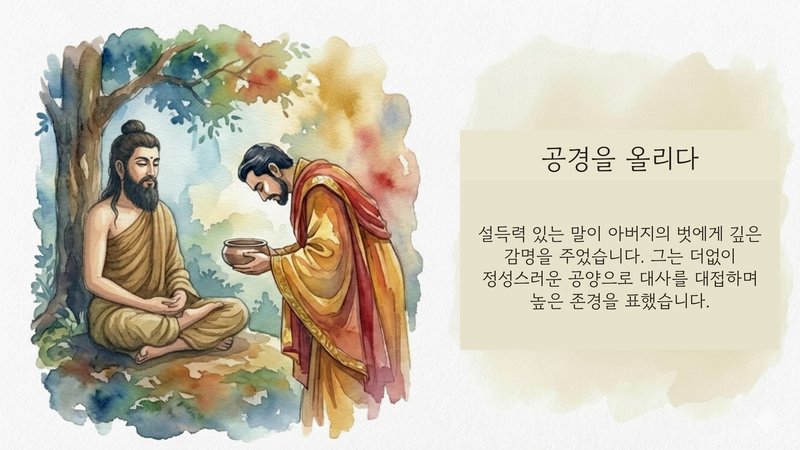 공경을 올리다
설득력 있는 말이 아버지의 벗에게 깊은
감명을 주었습니다. 그는 더없이
정성스러운 공양으로 대사를 대접하며
높은 존경을 표했습니다.